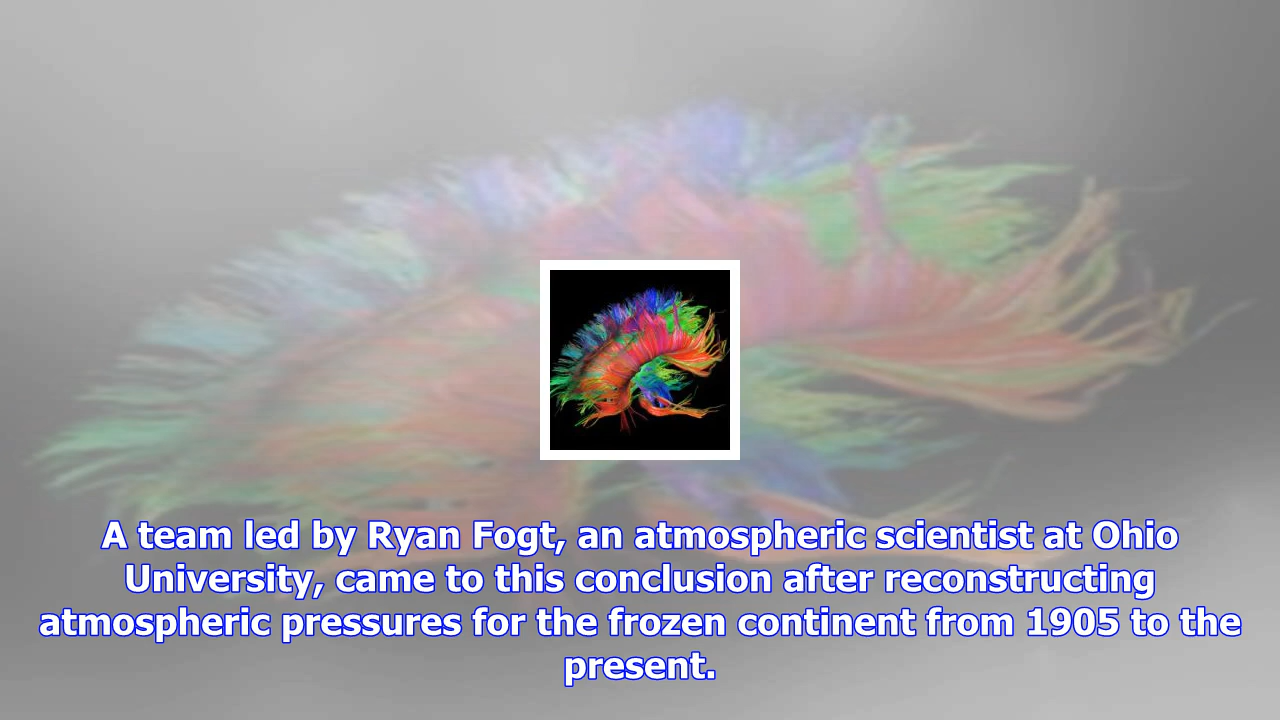 A team led by Ryan Fogt, an atmospheric scientist at Ohio
University, came to this conclusion after reconstructing
atmospheric pressures for the frozen continent from 1905 to the
present.